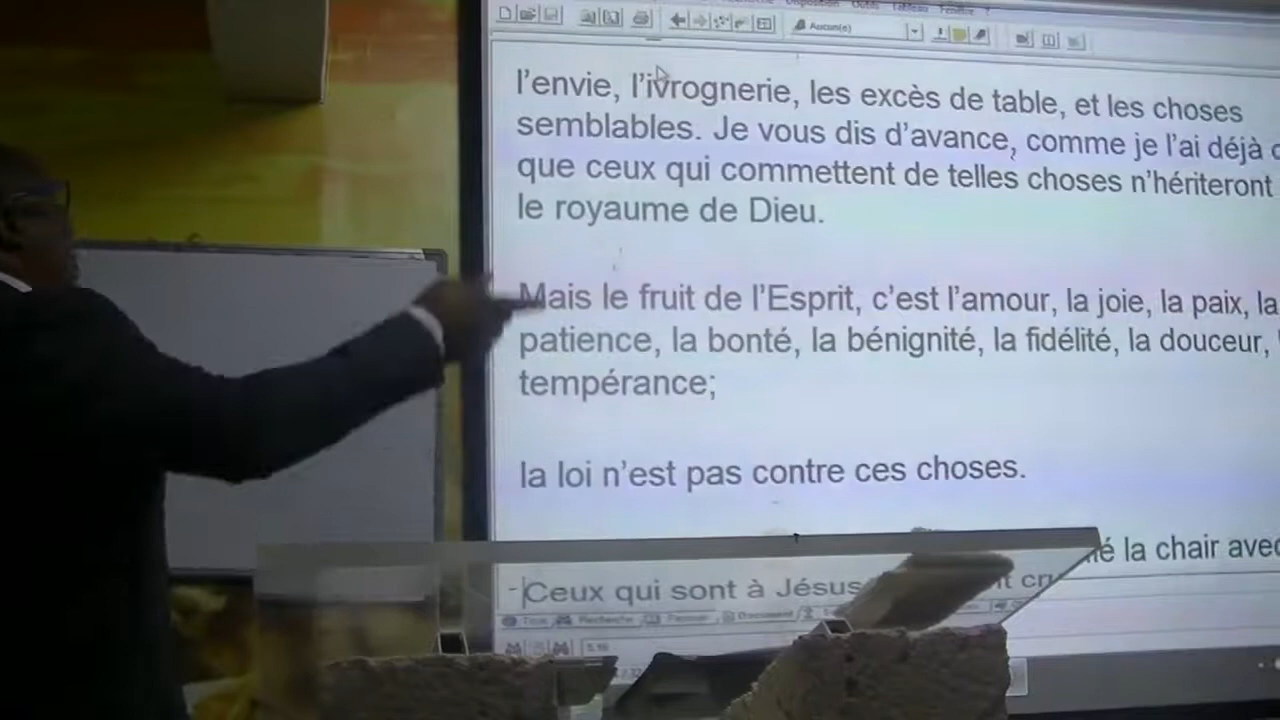 Aucun(e)
l'envie, l'ivrognerie, les excès de table, et les choses
semblables. Je vous dis d'avance, comme je l'ai déjà
que ceux qui commettent de telles choses n'hériteront
le royaume de Dieu.
Mais le fruit de l'Esprit, c'est l'amour, la joie, la paix, la
patience, la bonté, la bénignité, la fidélité, la douceur,
tempérance;
la loi n'est pas contre ces choses.
la chair avec
Ceux qui sont à Jésus
Recherche
Document